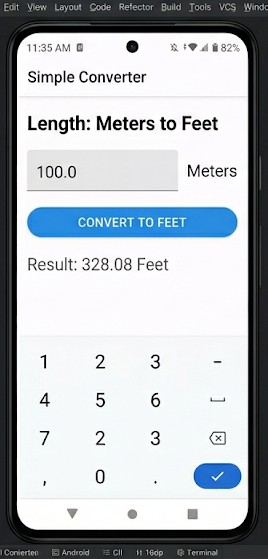 Edit View Layout Code Refactor Build Tools VCS Windo
11:35 AM 82%
Simple Converter
Length: Meters to Feet
100.0 Meters
CONVERT TO FEET
Result: 328.08 Feet
1 2 3 -
4 5 6
7 2 3
, 0 .
l Conierteri Android CII 16dp Terminal